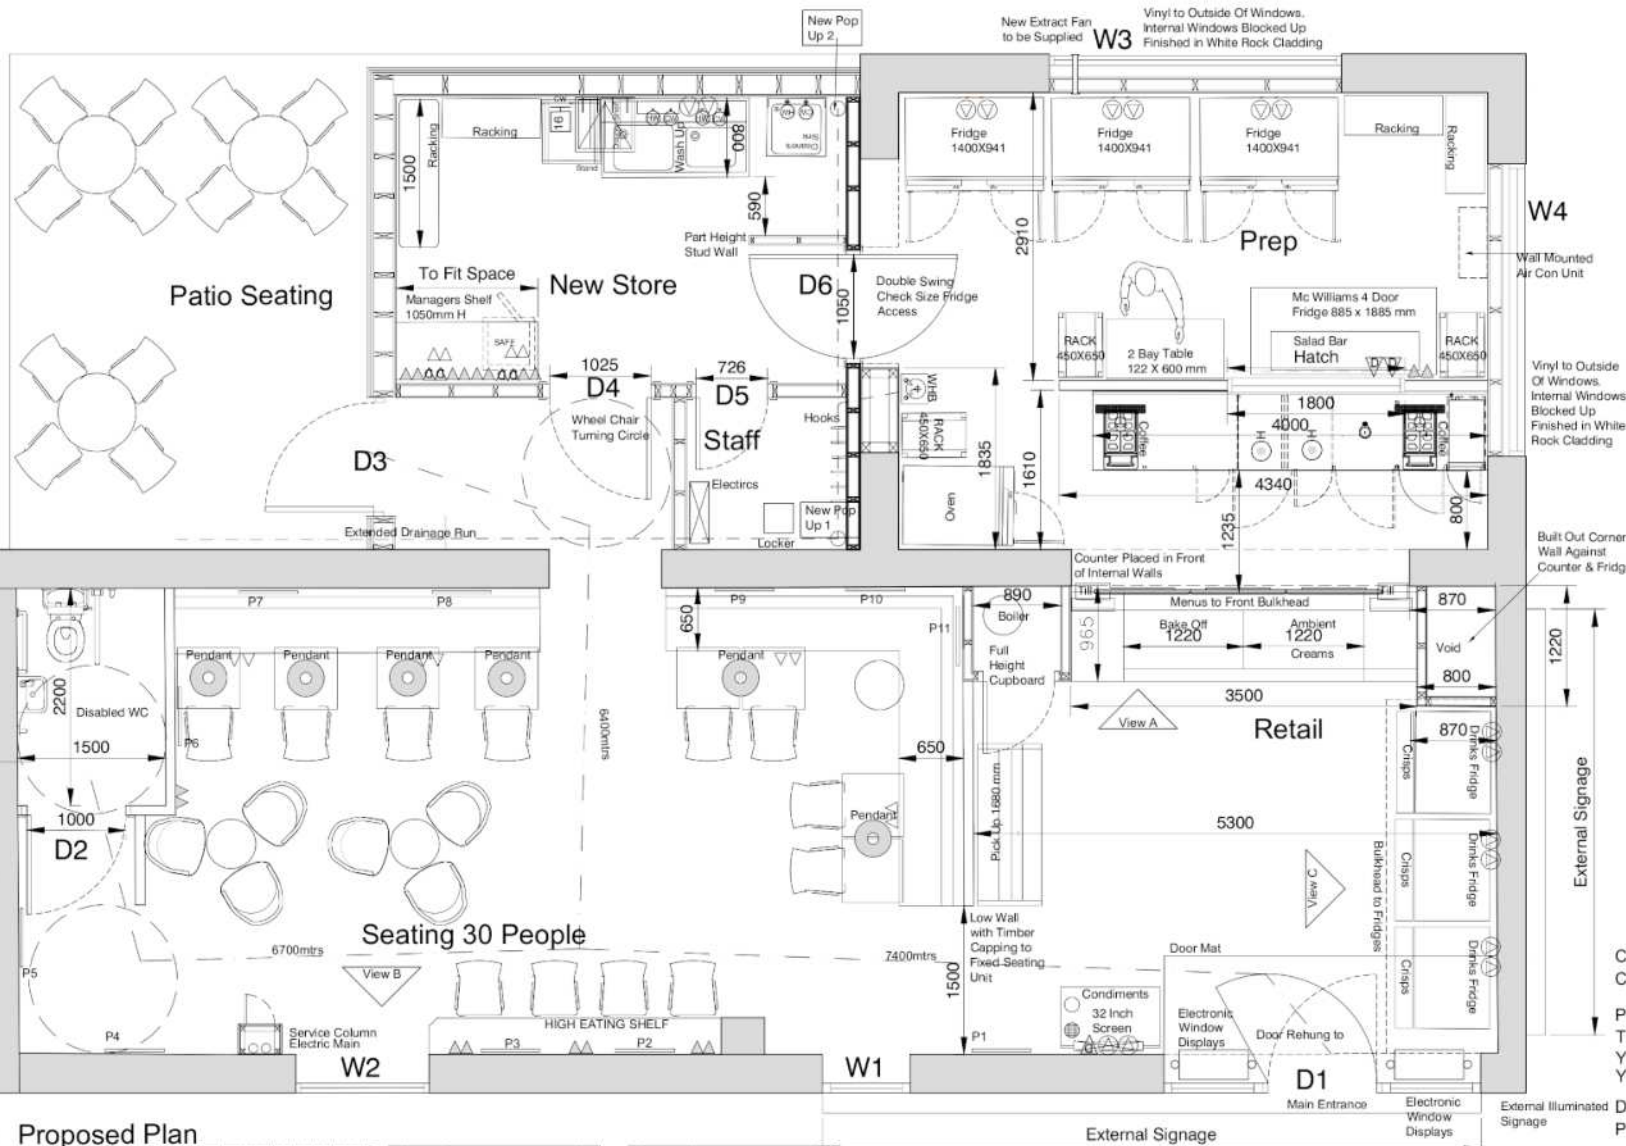 New Pop
Up 2
New Extract Fan
to be Supplied
W3
Vinyl to Outside Of Windows.
Internal Windows Blocked Up
Finished in White Rock Cladding
Racking
Racking
1500
16
Wash Up
800
590
Part Height
Stud Wall
Fridge
1400X941
Fridge
1400X941
Fridge
1400X941
Racking
Racking
W4
2910
Prep
Wall Mounted
Air Con Unit
Patio Seating
To Fit Space
Managers Shelf
1050mm H
SAFE
New Store
D6
1050
Double Swing
Check Size Fridge
Access
Mc Williams 4 Door
Fridge 885 x 1885 mm
Salad Bar
Hatch
RACK
450X650
2 Bay Table
122 X 600 mm
RACK
450X650
1025
D4
726
D5
Wheel Chair
Turning Circle
Hooks
Staff
WHB
RACK
450X650
1835
1610
1800
4000
Coffee
Coffee
4340
800
1235
Vinyl to Outside
Of Windows.
Internal Windows
Blocked Up
Finished in White
Rock Cladding
D3
Electircs
New Pop
Up 1
Locker
Oven
Extended Drainage Run
Counter Placed in Front
of Internal Walls
Built Out Corner
Wall Against
Counter & Fridg
P7
P8
P9
P10
P11
650
890
Boiler
Full
Height
Cupboard
Till
Till
Menus to Front Bulkhead
965
Bake Off
1220
Ambient
1220
Creams
870
Void
800
1220
3500
Pendant
Pendant
Pendant
Pendant
Pendant
2200
Disabled WC
1500
P6
6400mtrs
650
View A
Retail
870
Crisps
Drinks Fridge
Pick Up 1680 mm
1000
D2
Pendant
5300
External Signage
View C
Bulkhead to Fridges
Crisps
Drinks Fridge
Seating 30 People
6700mtrs
7400mtrs
View B
P5
1500
Low Wall
with Timber
Capping to
Fixed Seating
Unit
Door Mat
Crisps
Drinks Fridge
HIGH EATING SHELF
Service Column
Electric Main
P4
P3
P2
P1
Condiments
32 Inch
Screen
Electronic
Window
Displays
Door Rehung to
W2
W1
D1
Main Entrance
Electronic
Window
Displays
External Illuminated
Signage
C
C
P
T
Y
Y
D
P
Proposed Plan
External Signage